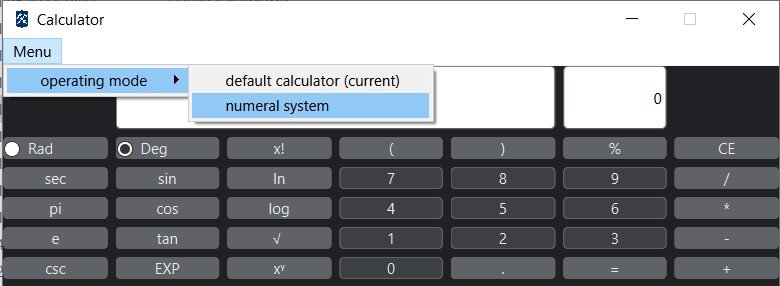 Calculator
Menu
operating mode
default calculator (current)
numeral system
0
Rad Deg x! ( ) % CE
sec sin ln 7 8 9 /
pi cos log 4 5 6 *
e tan √ 1 2 3 -
csc EXP xʸ 0 . = +